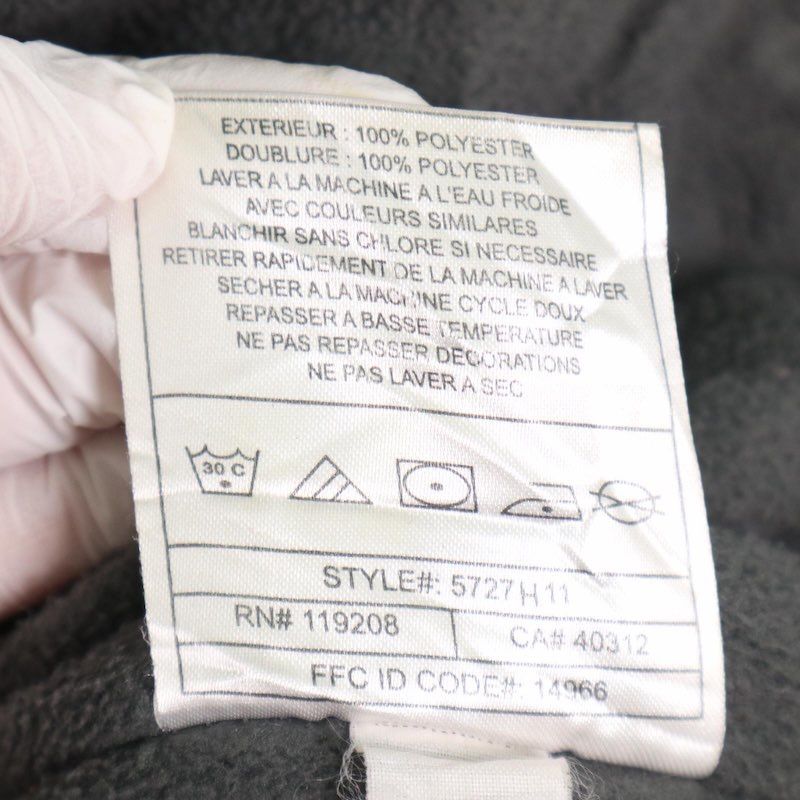 EXTERIEUR : 100% POLYESTER
DOUBLURE : 100% POLYESTER
LAVER A LA MACHINE A L'EAU FROIDE
AVEC COULEURS SIMILARES
BLANCHIR SANS CHLORE SI NECESSAIRE
RETIRER RAPIDEMENT DE LA MACHINE A LAVER
SECHER A LA MACHINE CYCLE DOUX
REPASSER A BASSE TEMPERATURE
NE PAS REPASSER DECORATIONS
NE PAS LAVER A SEC
30 C
STYLE#: 5727H11
RN# 119208
CA# 40312
FFC ID CODE#: 14966